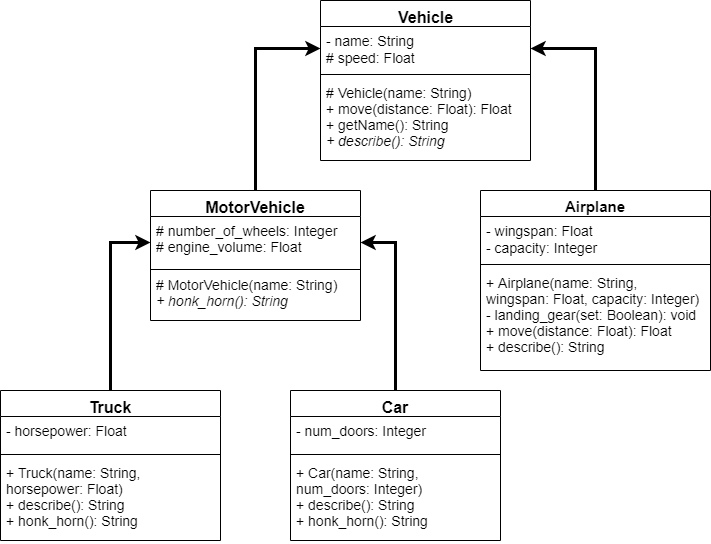 Vehicle
- name: String
# speed: Float
# Vehicle(name: String)
+ move(distance: Float): Float
+ getName(): String
+ describe(): String
MotorVehicle
# number_of_wheels: Integer
# engine_volume: Float
# MotorVehicle(name: String)
+ honk_horn(): String
Airplane
- wingspan: Float
- capacity: Integer
+ Airplane(name: String,
wingspan: Float, capacity: Integer)
- landing_gear(set: Boolean): void
+ move(distance: Float): Float
+ describe(): String
Truck
- horsepower: Float
+ Truck(name: String,
horsepower: Float)
+ describe(): String
+ honk_horn(): String
Car
- num_doors: Integer
+ Car(name: String,
num_doors: Integer)
+ describe(): String
+ honk_horn(): String